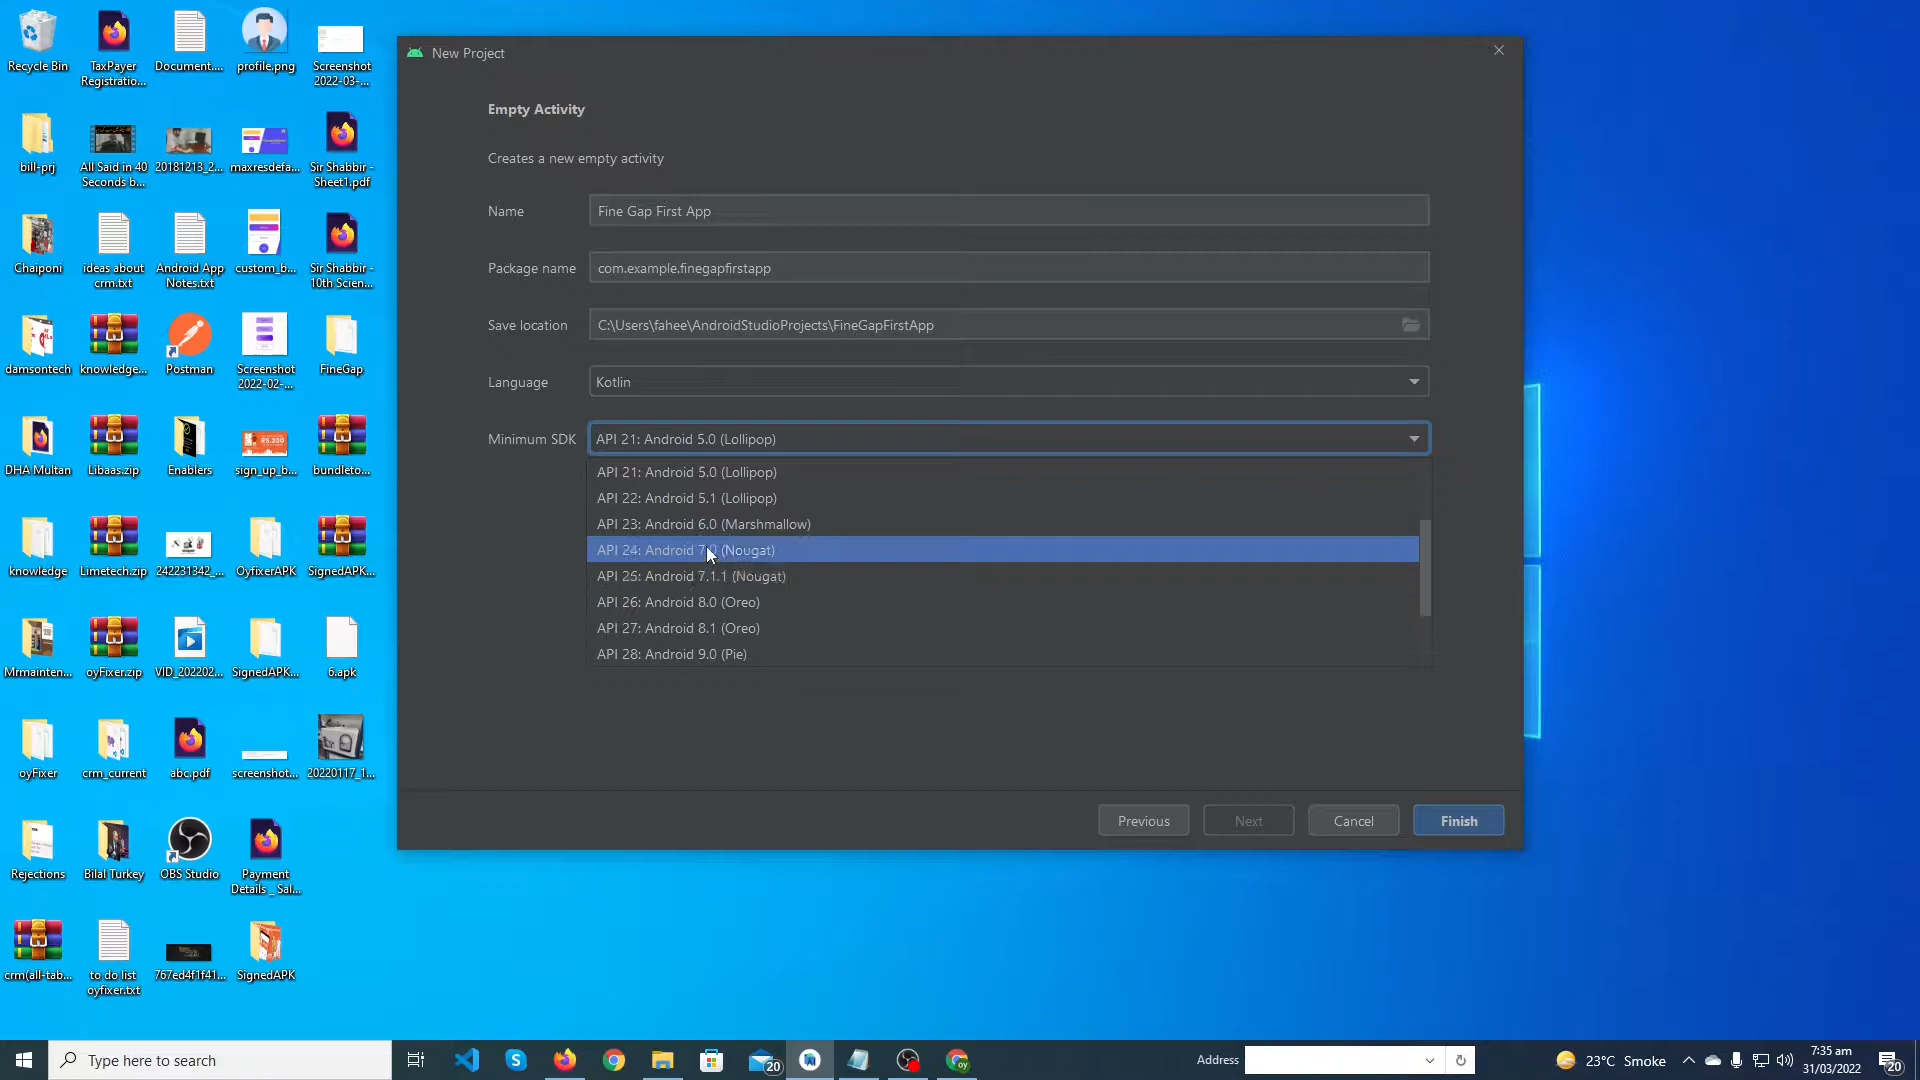 Recycle Bin
TaxPayer
Registratio...
Document....
profile.png
Screenshot
2022-03-...
bill-prj
All Said in 40
Seconds b...
20181213_2...
maxresdefa...
Sir Shabbir -
Sheet1.pdf
Chaiponi
ideas about
crm.txt
Android App
Notes.txt
custom_b...
Sir Shabbir -
10th Scien...
damsontech
knowledge...
Postman
Screenshot
2022-02-...
FineGap
DHA Multan
Libaas.zip
Enablers
sign_up_b...
bundleto...
knowledge
Limetech.zip
242231342_...
OyfixerAPK
SignedAPK...
Mrmainten...
oyFixer.zip
VID_202202...
SignedAPK...
6.apk
oyFixer
crm_current
abc.pdf
screenshot...
20220117_1...
Rejections
Bilal Turkey
OBS Studio
Payment
Details _ Sal...
crm(all-tab...
to do list
oyfixer.txt
767ed4f1f41...
SignedAPK
New Project
Empty Activity
Creates a new empty activity
Name
Fine Gap First App
Package name
com.example.finegapfirstapp
Save location
C:\Users\fahee\AndroidStudioProjects\FineGapFirstApp
Language
Kotlin
Minimum SDK
API 21: Android 5.0 (Lollipop)
API 21: Android 5.0 (Lollipop)
API 22: Android 5.1 (Lollipop)
API 23: Android 6.0 (Marshmallow)
API 24: Android 7.0 (Nougat)
API 25: Android 7.1.1 (Nougat)
API 26: Android 8.0 (Oreo)
API 27: Android 8.1 (Oreo)
API 28: Android 9.0 (Pie)
Previous
Next
Cancel
Finish
Type here to search
20
Address
23°C Smoke
7:35 am
31/03/2022
20